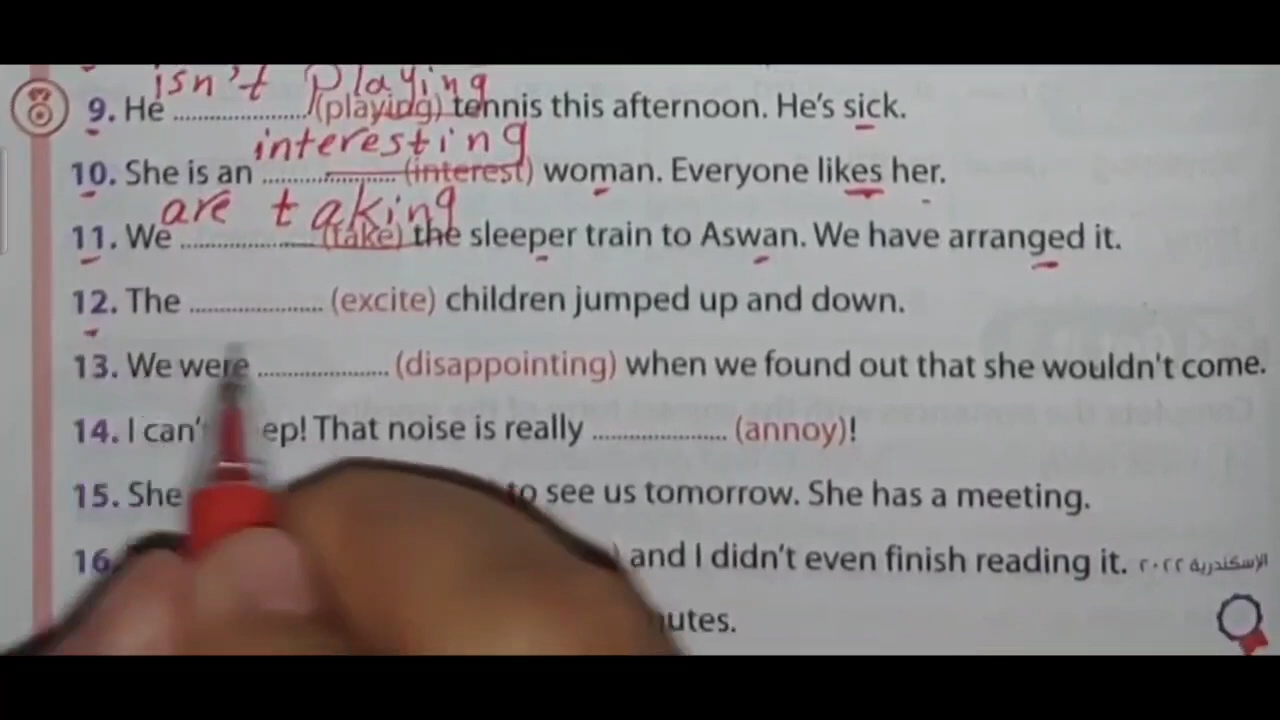 isn't playing
9. He .................... (playing) tennis this afternoon. He's sick.
interesting
10. She is an .................... (interest) woman. Everyone likes her.
are taking
11. We .................... (take) the sleeper train to Aswan. We have arranged it.
12. The .................... (excite) children jumped up and down.
13. We were .................... (disappointing) when we found out that she wouldn't come.
14. I can't ep! That noise is really .................... (annoy)!
15. She to see us tomorrow. She has a meeting.
16. and I didn't even finish reading it. الإسكندرية ٢٠٢٢
utes.